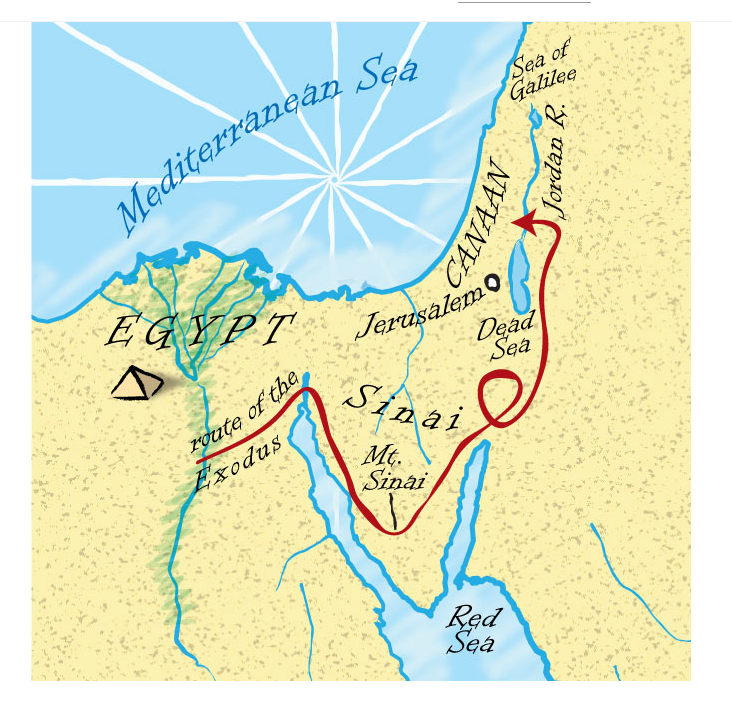 Mediterranean Sea
Sea of
Galilee
Jordan R.
CANAAN
Jerusalem
Dead
Sea
EGYPT
route of the
Exodus
Sinai
Mt.
Sinai
Red
Sea